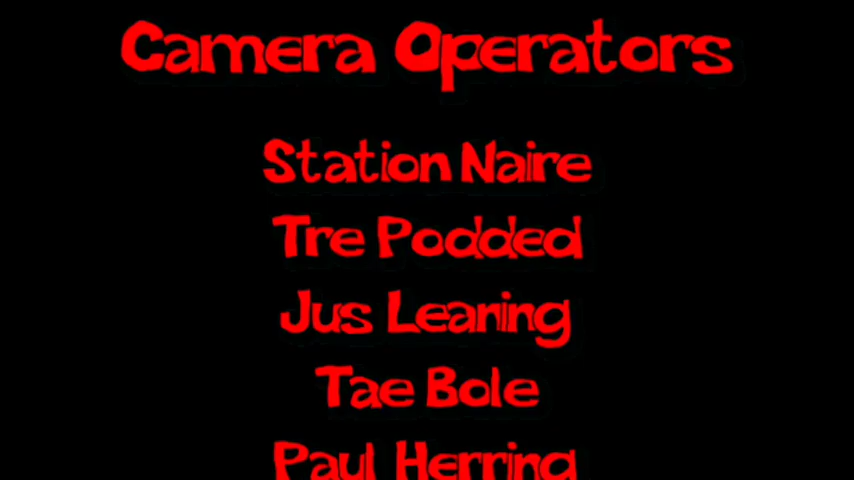 Camera Operators
Station Naire
Tre Podded
Jus Leaning
Tae Bole
Paul Herring